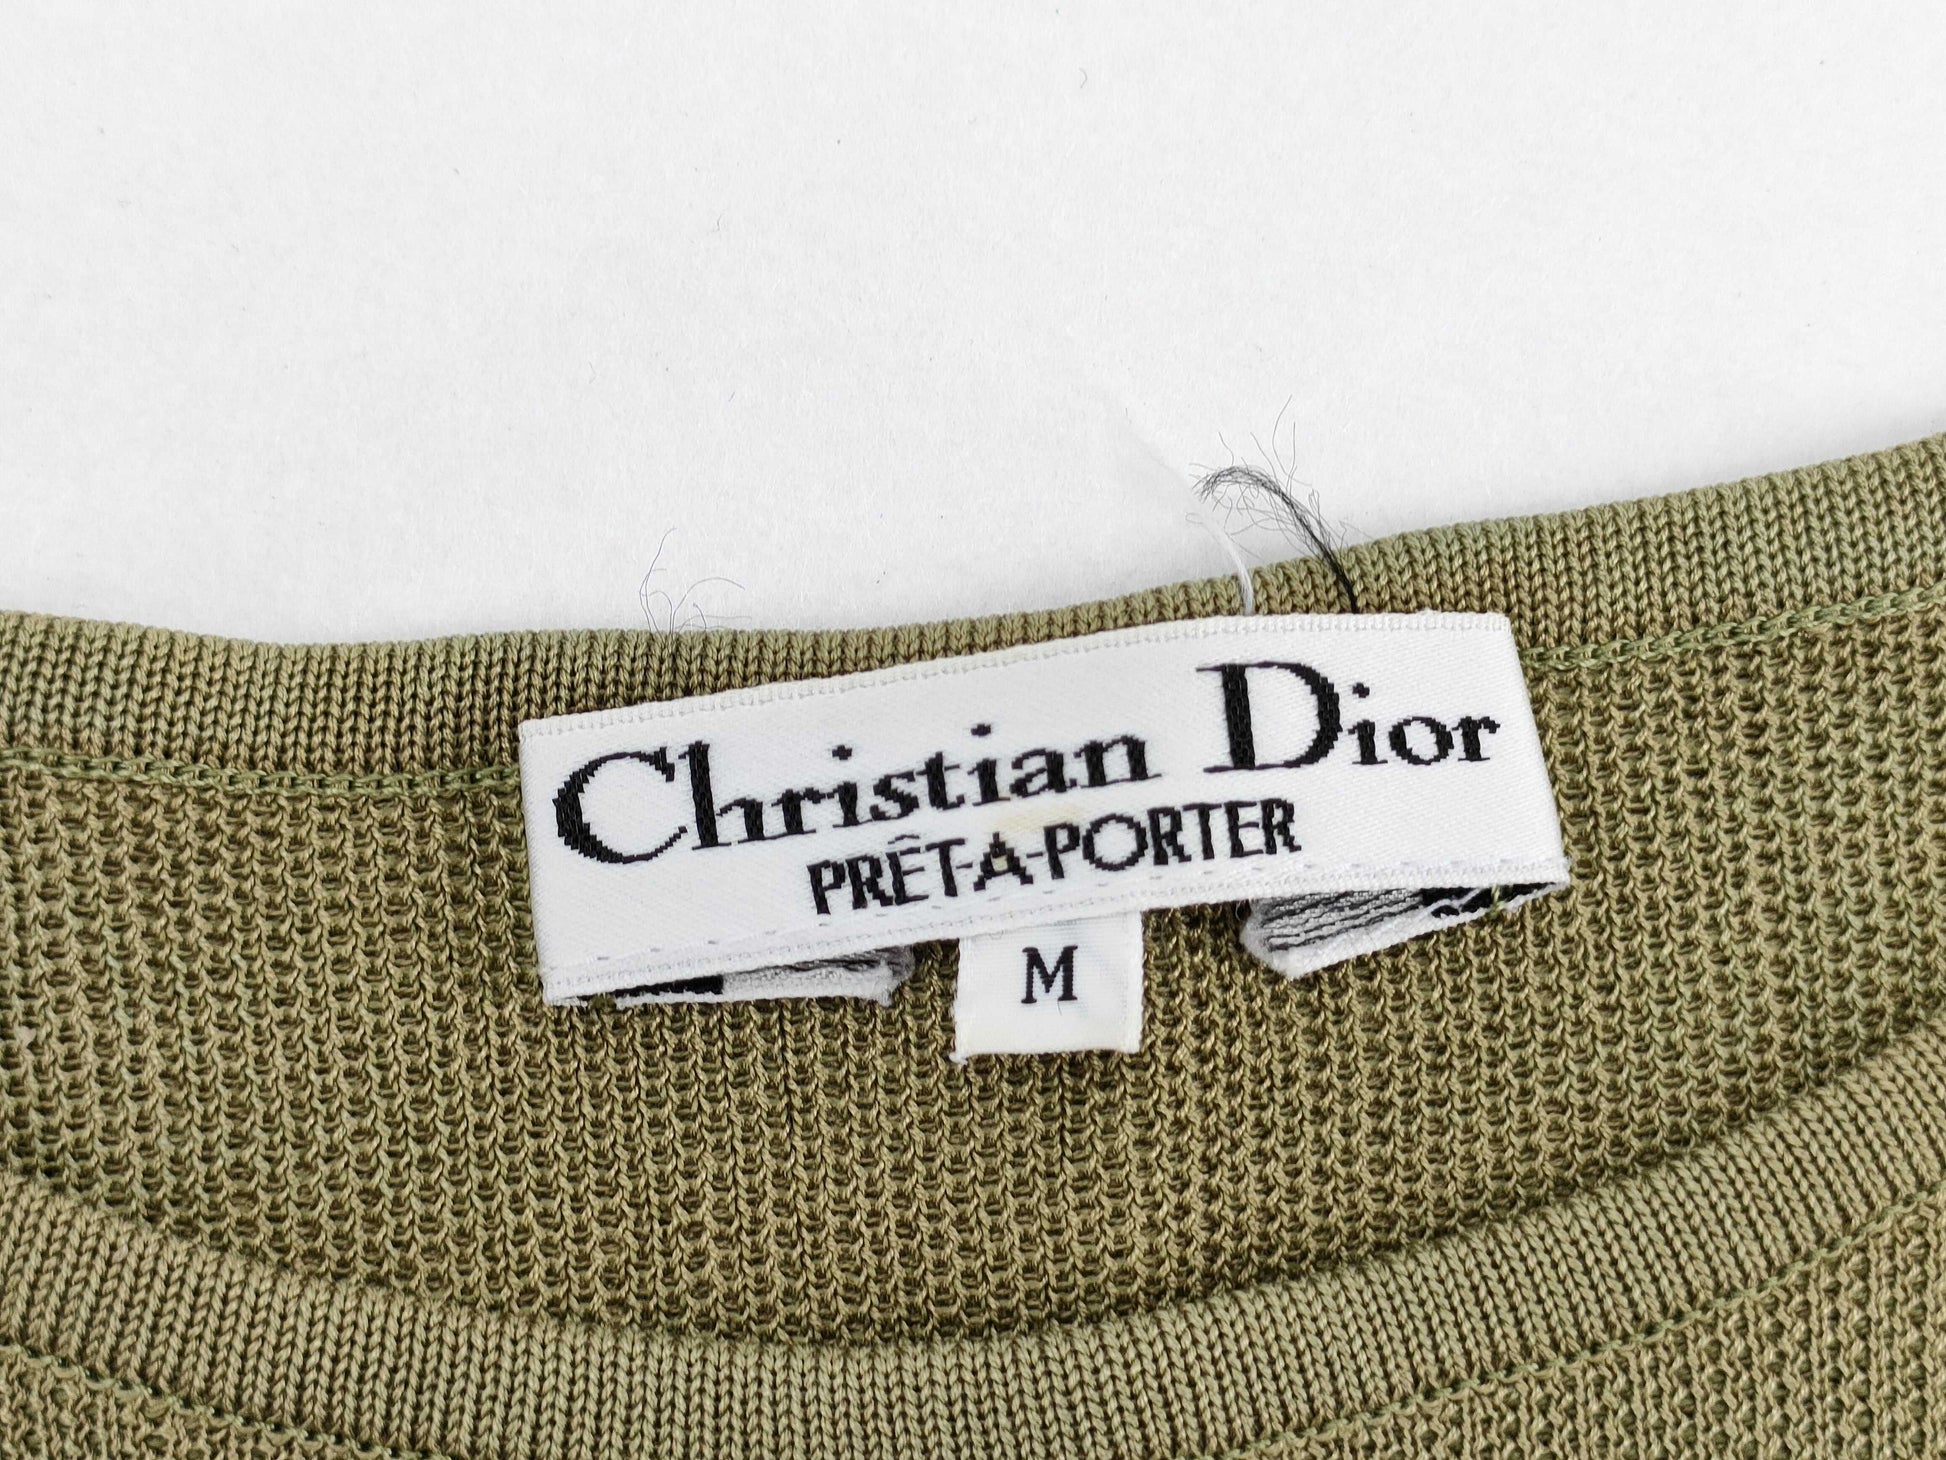 Christian Dior
PRÊT-A-PORTER
M